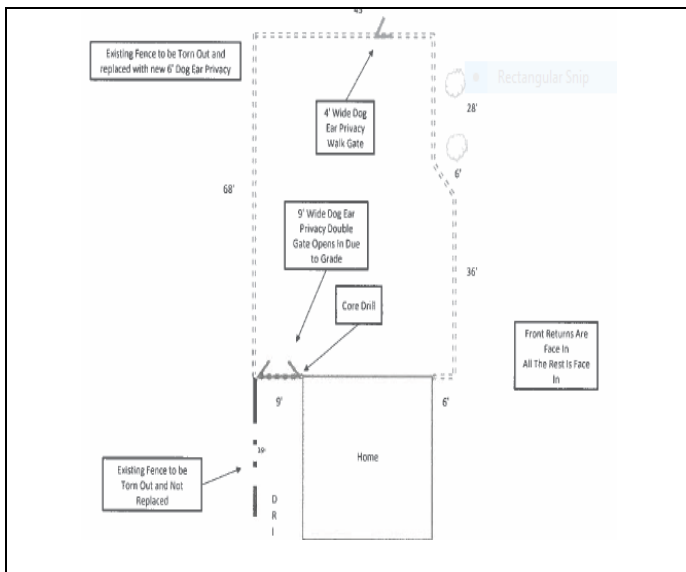 45
Existing Fence to be Torn Out and
replaced with new 6' Dog Ear Privacy
Rectangular Snip
4' Wide Dog
Ear Privacy
Walk Gate
28'
6'
68'
9' Wide Dog Ear
Privacy Double
Gate Opens In Due
to Grade
36'
Core Drill
Front Returns Are
Face In
All The Rest Is Face
In
9'
6'
Home
Existing Fence to be
Torn Out and Not
Replaced
D
R
I